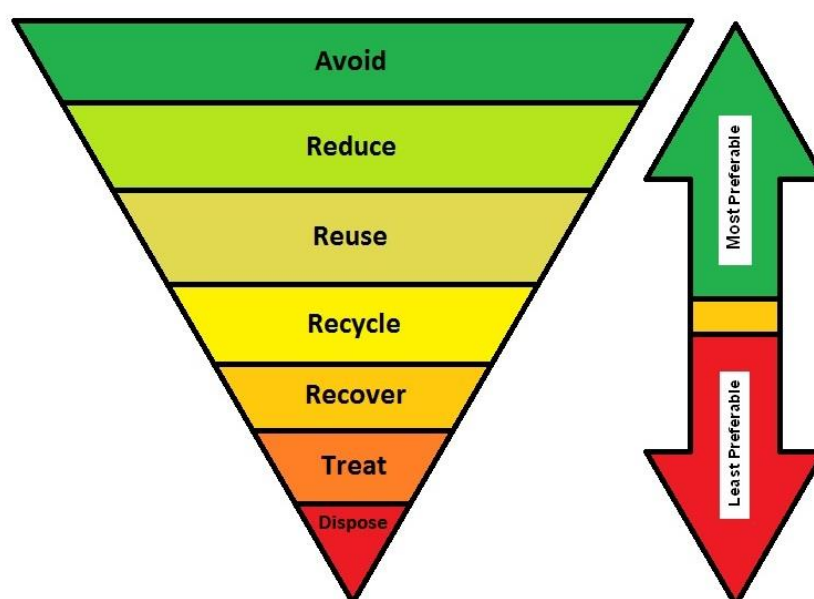 Avoid
Reduce
Reuse
Recycle
Recover
Treat
Dispose
Most Preferable
Least Preferable